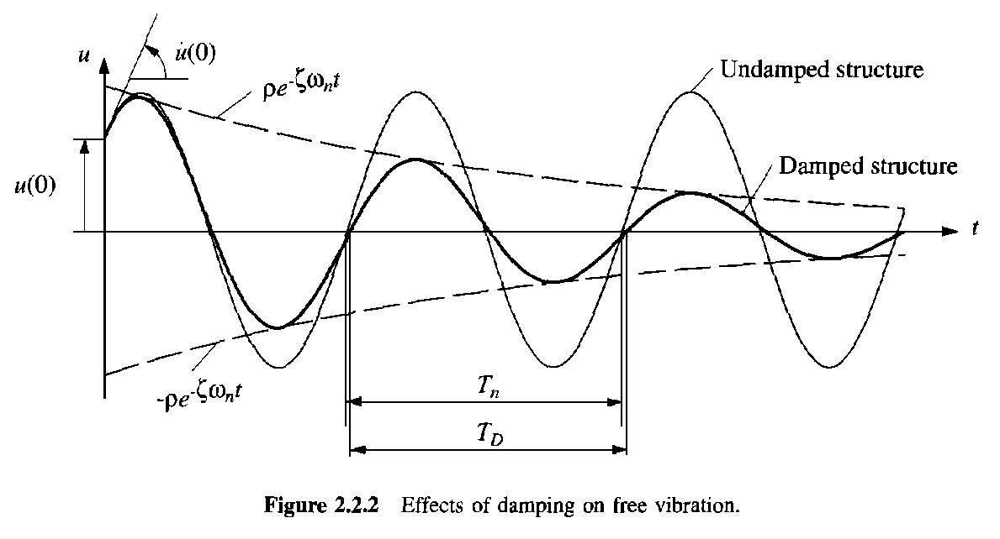 u
u̇(0)
ρe^-ζωₙt
Undamped structure
Damped structure
u(0)
t
-ρe^-ζωₙt
Tₙ
T_D
Figure 2.2.2 Effects of damping on free vibration.